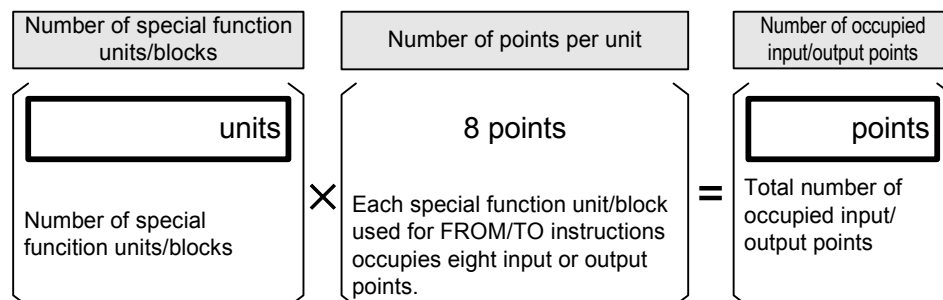 Number of special function
units/blocks
Number of points per unit
Number of occupied
input/output points
units
8 points
points
×
=
Number of special
funcition units/blocks
Each special function unit/block
used for FROM/TO instructions
occupies eight input or output
points.
Total number of
occupied input/
output points